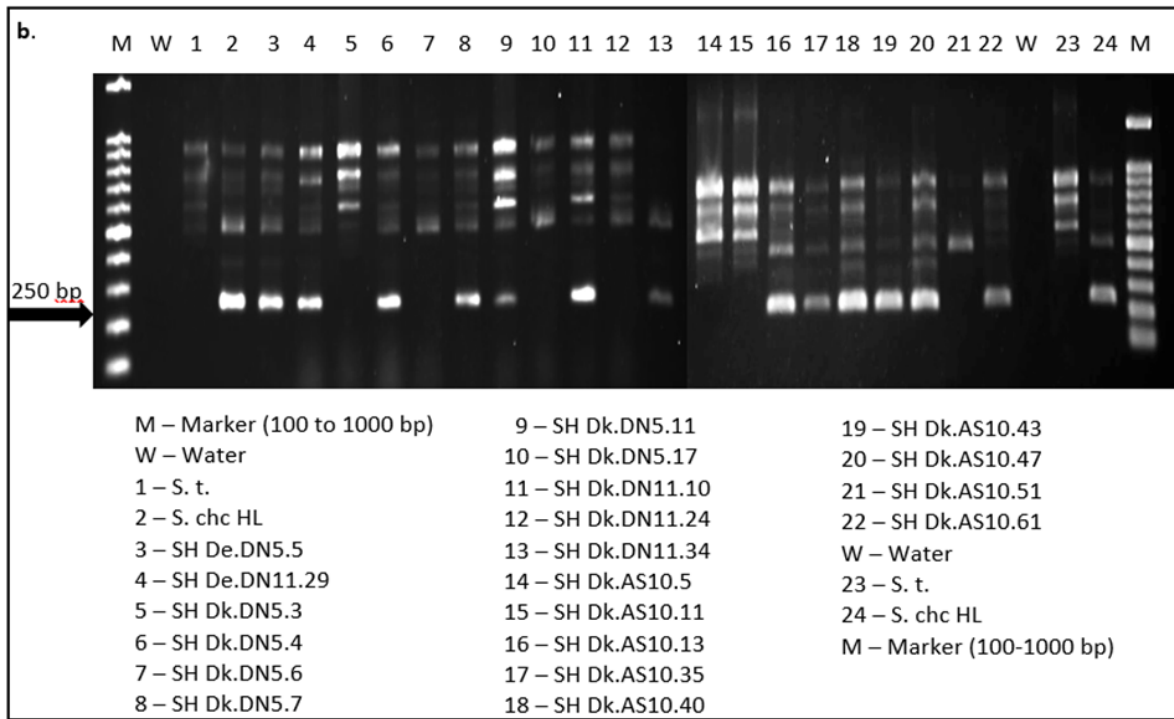 b.
M W 1 2 3 4 5 6 7 8 9 10 11 12 13 14 15 16 17 18 19 20 21 22 W 23 24 M
250 bp
M – Marker (100 to 1000 bp)
W – Water
1 – S. t.
2 – S. chc HL
3 – SH De.DN5.5
4 – SH De.DN11.29
5 – SH Dk.DN5.3
6 – SH Dk.DN5.4
7 – SH Dk.DN5.6
8 – SH Dk.DN5.7
9 – SH Dk.DN5.11
10 – SH Dk.DN5.17
11 – SH Dk.DN11.10
12 – SH Dk.DN11.24
13 – SH Dk.DN11.34
14 – SH Dk.AS10.5
15 – SH Dk.AS10.11
16 – SH Dk.AS10.13
17 – SH Dk.AS10.35
18 – SH Dk.AS10.40
19 – SH Dk.AS10.43
20 – SH Dk.AS10.47
21 – SH Dk.AS10.51
22 – SH Dk.AS10.61
W – Water
23 – S. t.
24 – S. chc HL
M – Marker (100-1000 bp)